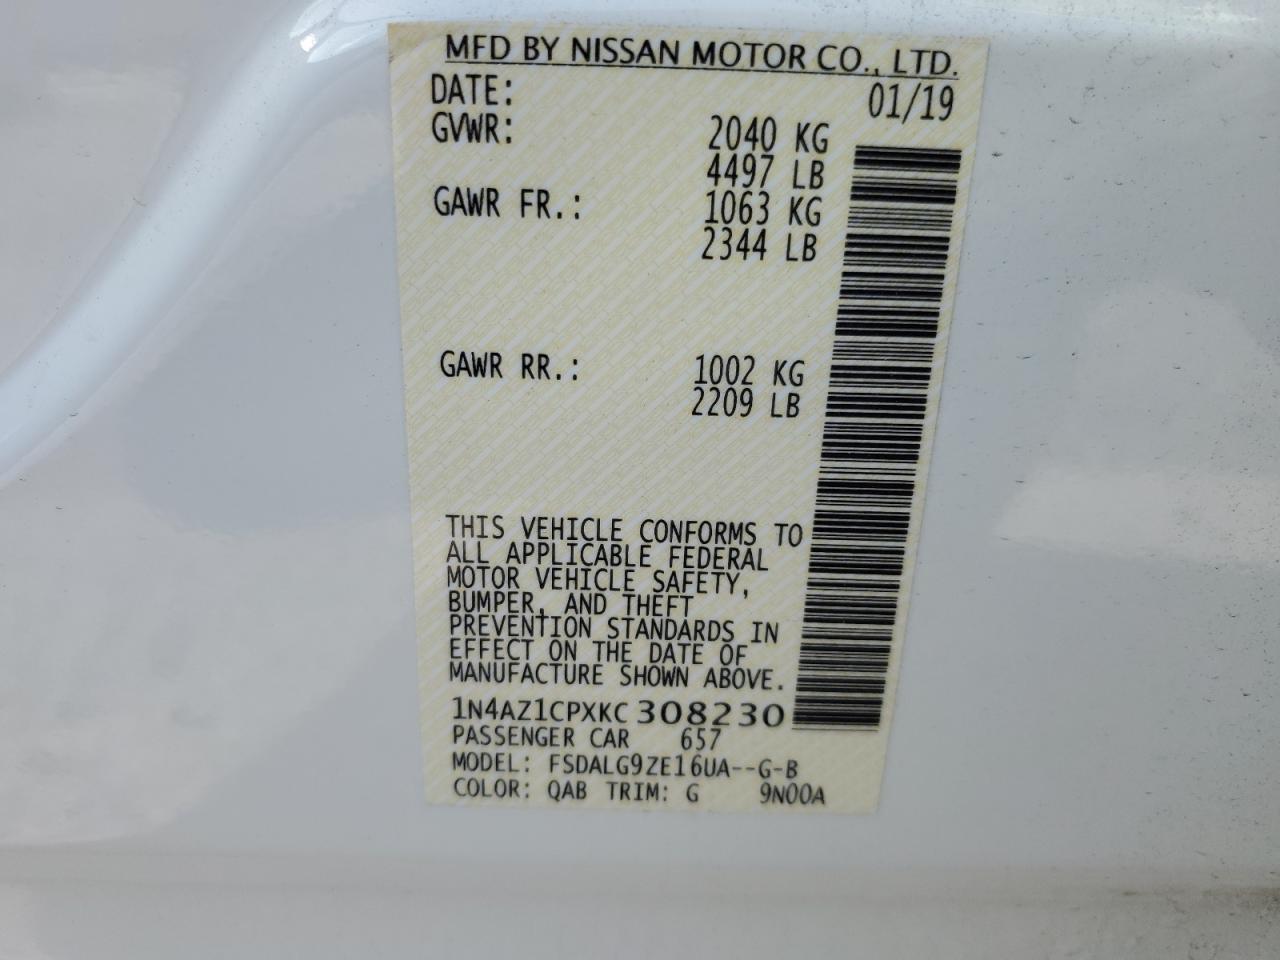 MFD BY NISSAN MOTOR CO., LTD.
DATE: 01/19
GVWR: 2040 KG
4497 LB
GAWR FR.: 1063 KG
2344 LB
GAWR RR.: 1002 KG
2209 LB
THIS VEHICLE CONFORMS TO
ALL APPLICABLE FEDERAL
MOTOR VEHICLE SAFETY,
BUMPER, AND THEFT
PREVENTION STANDARDS IN
EFFECT ON THE DATE OF
MANUFACTURE SHOWN ABOVE.
1N4AZ1CPXKC308230
PASSENGER CAR 657
MODEL: FSDALG9ZE16UA--G-B
COLOR: QAB TRIM: G 9N00A